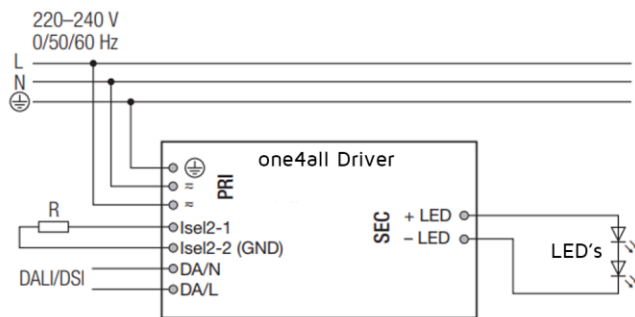 220–240 V
0/50/60 Hz
L
N
one4all Driver
PRI
≂
≂
R
Isel2-1
Isel2-2 (GND)
DALI/DSI
DA/N
DA/L
SEC
+ LED
– LED
LED's